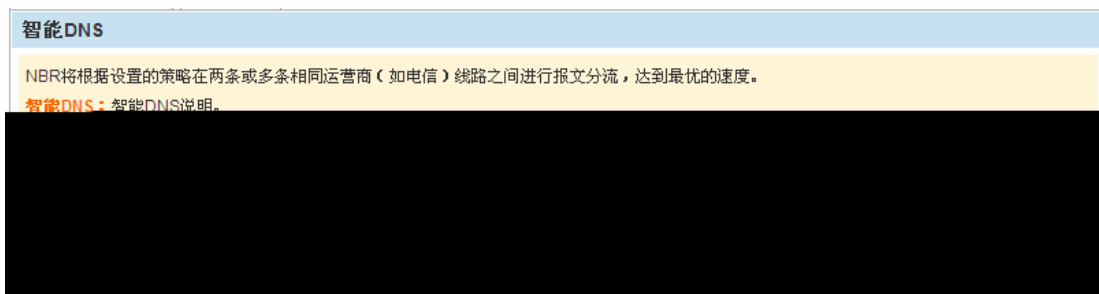 智能DNS
NBR将根据设置的策略在两条或多条相同运营商（如电信）线路之间进行报文分流，达到最优的速度。
智能DNS：智能DNS说明。